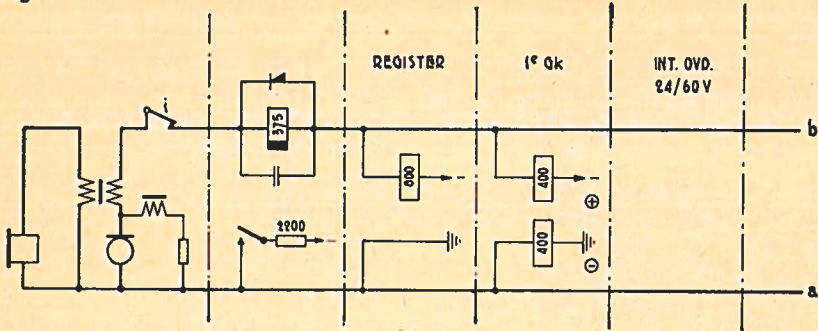 REGISTER
1e Gk
INT. OVD.
24/60 V
i
375
b
800
-
400
-
+
2200
-
400
-
a